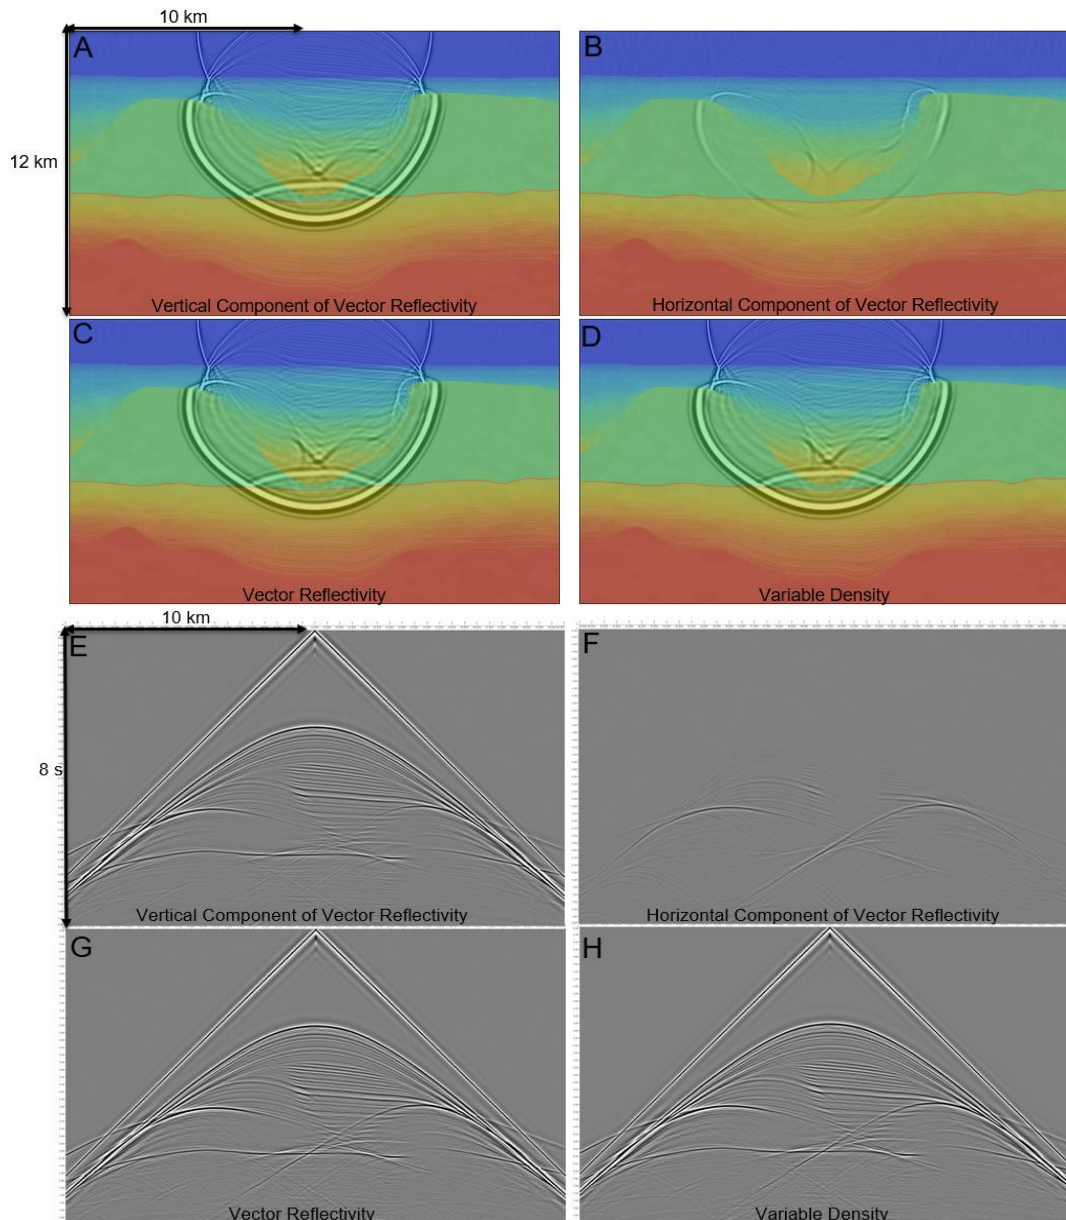 10 km
A
B
12 km
Vertical Component of Vector Reflectivity
Horizontal Component of Vector Reflectivity
C
D
Vector Reflectivity
Variable Density
10 km
E
F
8 s
Vertical Component of Vector Reflectivity
Horizontal Component of Vector Reflectivity
G
H
Vector Reflectivity
Variable Density